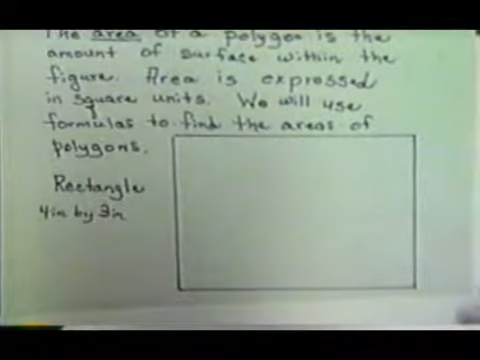 The area of a polygon is the
amount of surface within the
figure. Area is expressed
in square units. We will use
formulas to find the areas of
polygons.
Rectangle
4in by 3in